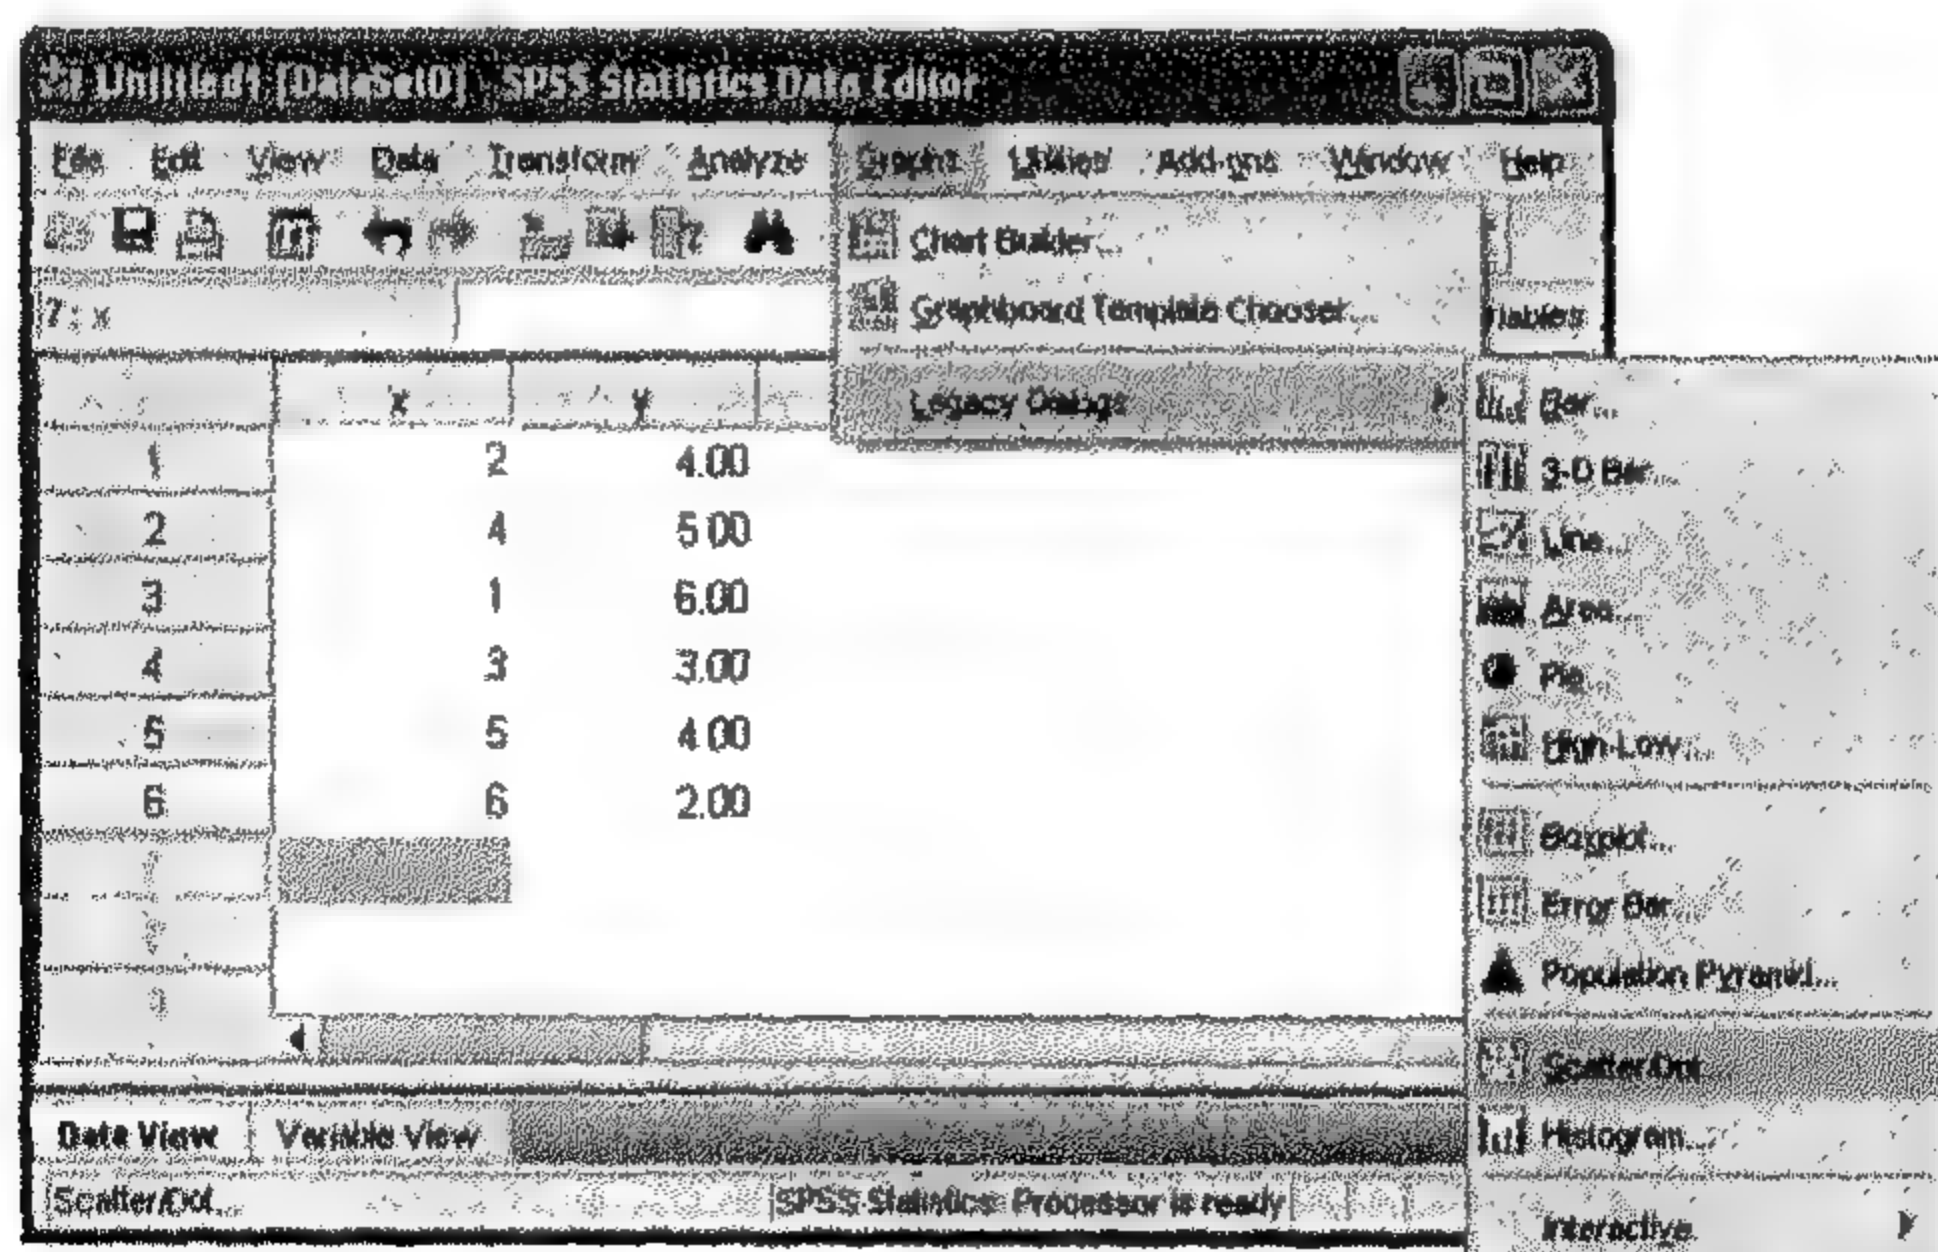 Untitled1 [DataSet0] - SPSS Statistics Data Editor
File Edit View Data Transform Analyze Graphs Utilities Add-ons Window Help
Chart Builder...
7 : x
Graphboard Template Chooser...
riables
x y
Legacy Dialogs
Bar...
1 2 4.00
3-D Bar...
2 4 5.00
Line...
3 1 6.00
Area...
4 3 3.00
Pie...
5 5 4.00
High-Low...
6 6 2.00
Boxplot...
7
Error Bar...
8
Population Pyramid...
9
Scatter/Dot...
Histogram...
Data View Variable View
Scatter/Dot... SPSS Statistics Processor is ready
Interactive